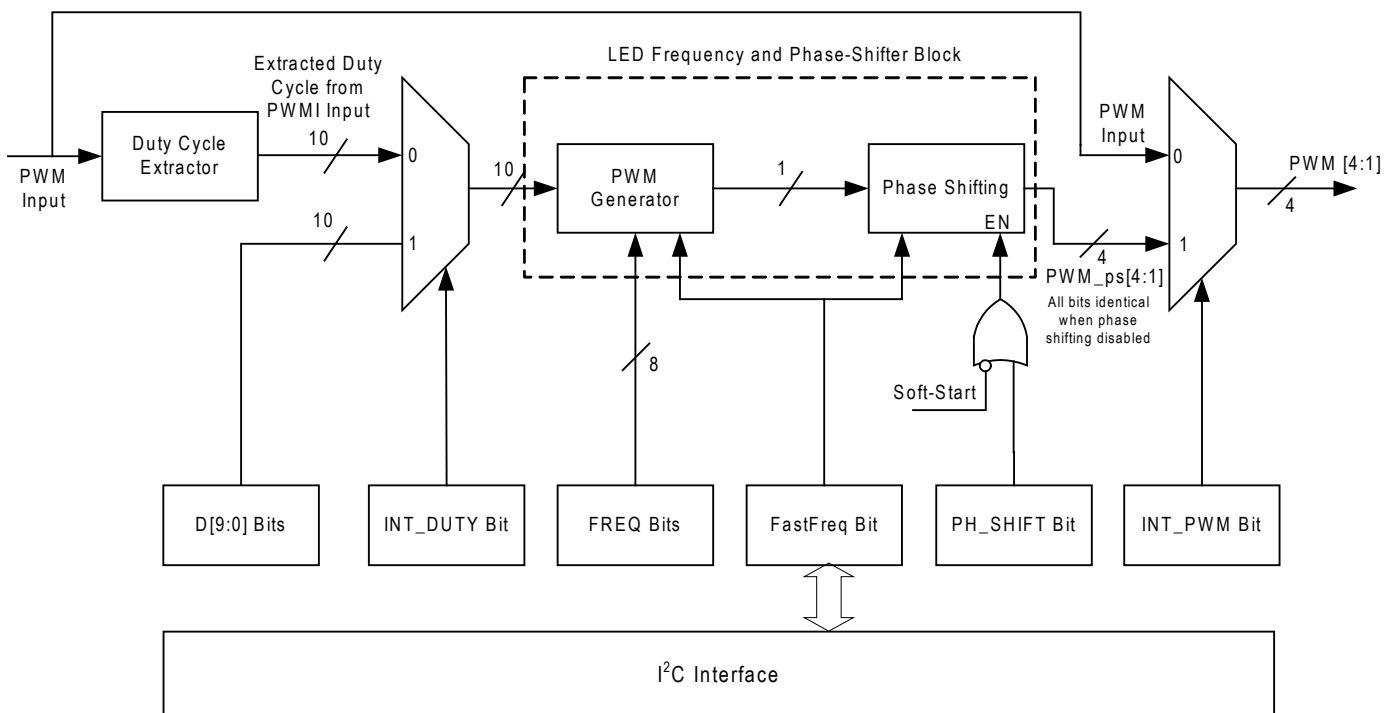 LED Frequency and Phase-Shifter Block
Extracted Duty
Cycle from
PWMI Input
10
Duty Cycle
Extractor
PWM
Input
0
10
1
10
PWM
Generator
1
Phase Shifting
EN
PWM
Input
0
PWM [4:1]
4
1
4
PWM_ps[4:1]
All bits identical
when phase
shifting disabled
8
Soft-Start
D[9:0] Bits
INT_DUTY Bit
FREQ Bits
FastFreq Bit
PH_SHIFT Bit
INT_PWM Bit
I²C Interface